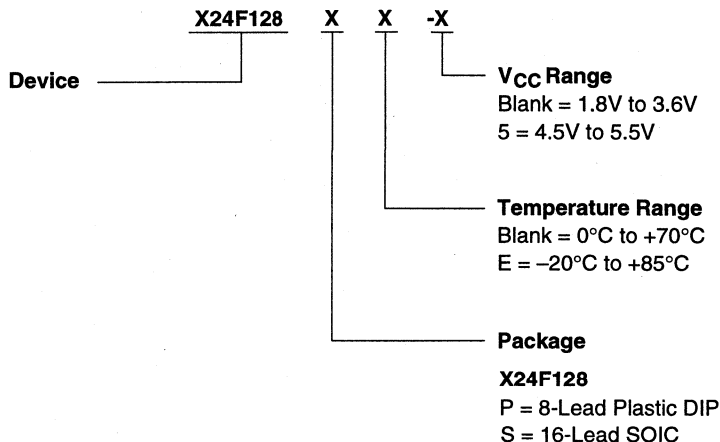 X24F128 X X -X
Device
VCC Range
Blank = 1.8V to 3.6V
5 = 4.5V to 5.5V
Temperature Range
Blank = 0°C to +70°C
E = –20°C to +85°C
Package
X24F128
P = 8-Lead Plastic DIP
S = 16-Lead SOIC